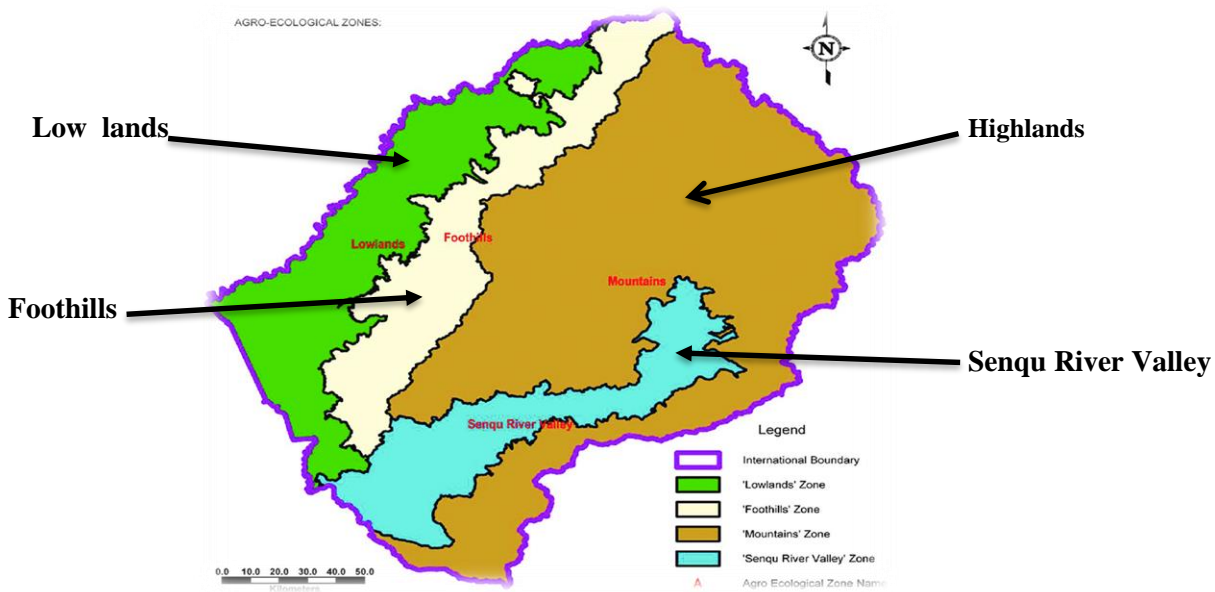 AGRO-ECOLOGICAL ZONES:
N
Low lands
Highlands
Lowlands
Foothills
Mountains
Foothills
Senqu River Valley
Senqu River Valley
Legend
International Boundary
'Lowlands' Zone
'Foothills' Zone
'Mountains' Zone
'Senqu River Valley' Zone
A Agro Ecological Zone Name
0.0 10.0 20.0 30.0 40.0 50.0
Kilometers